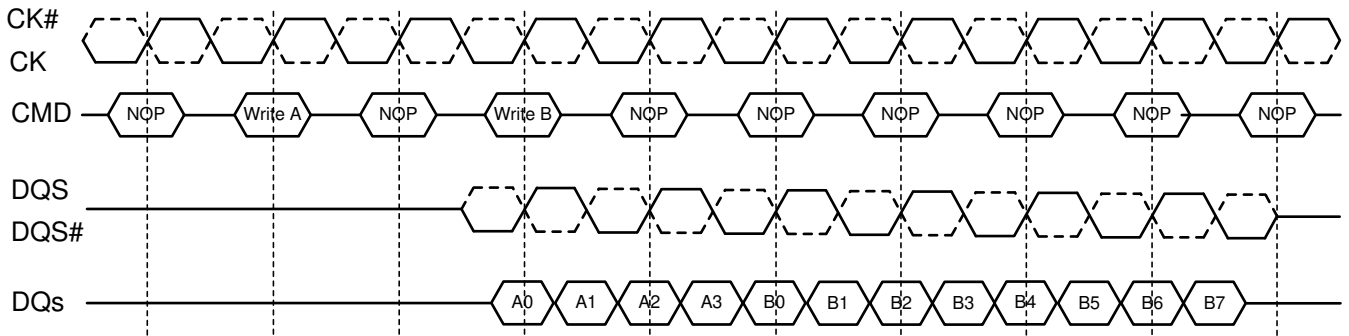 CK#
CK
CMD NOP Write A NOP Write B NOP NOP NOP NOP NOP NOP
DQS
DQS#
DQs A0 A1 A2 A3 B0 B1 B2 B3 B4 B5 B6 B7